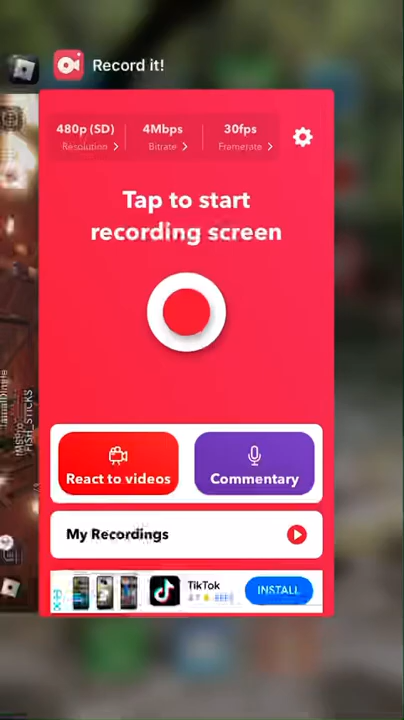 Record it!
480p (SD)
4Mbps
30fps
Resolution >
Bitrate >
Framerate >
Tap to start
recording screen
React to videos
Commentary
My Recordings
TikTok
INSTALL
FISH_STICKS